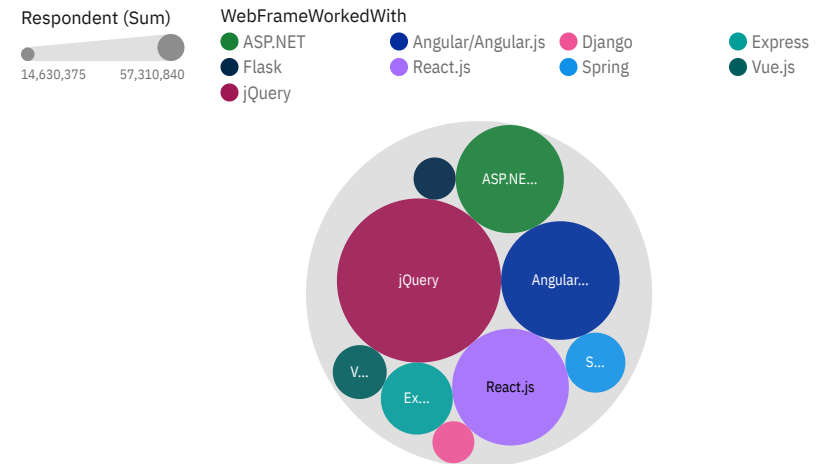 Respondent (Sum)
14,630,375 57,310,840
WebFrameWorkedWith
ASP.NET Angular/Angular.js Django Express
Flask React.js Spring Vue.js
jQuery
ASP.NE...
jQuery
Angular...
S...
V...
React.js
Ex...